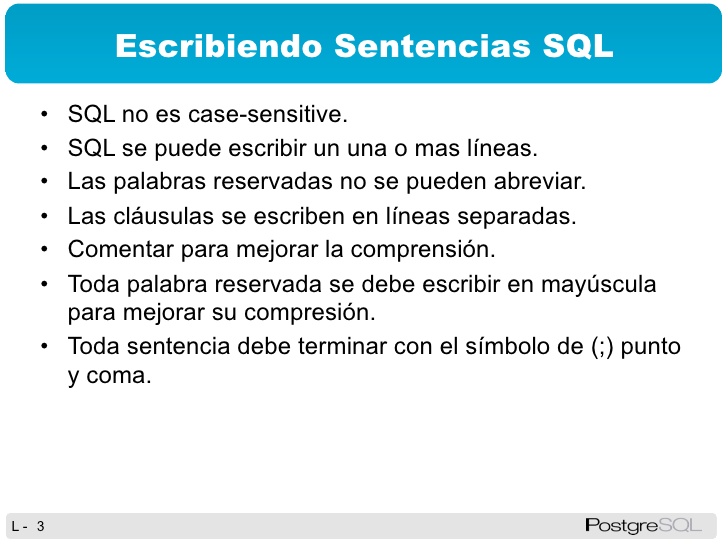 Escribiendo Sentencias SQL
• SQL no es case-sensitive.
• SQL se puede escribir un una o mas líneas.
• Las palabras reservadas no se pueden abreviar.
• Las cláusulas se escriben en líneas separadas.
• Comentar para mejorar la comprensión.
• Toda palabra reservada se debe escribir en mayúscula
para mejorar su compresión.
• Toda sentencia debe terminar con el símbolo de (;) punto
y coma.
L - 3
PostgreSQL